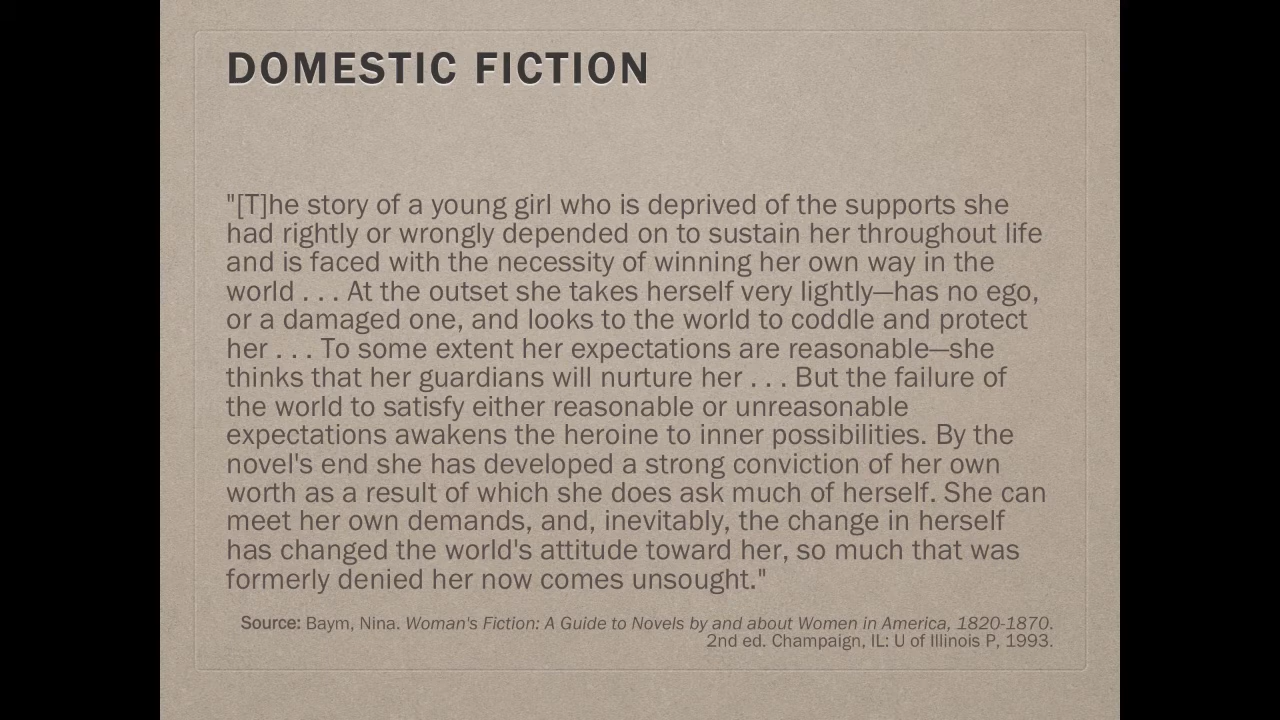 DOMESTIC FICTION
"[T]he story of a young girl who is deprived of the supports she
had rightly or wrongly depended on to sustain her throughout life
and is faced with the necessity of winning her own way in the
world . . . At the outset she takes herself very lightly—has no ego,
or a damaged one, and looks to the world to coddle and protect
her . . . To some extent her expectations are reasonable—she
thinks that her guardians will nurture her . . . But the failure of
the world to satisfy either reasonable or unreasonable
expectations awakens the heroine to inner possibilities. By the
novel's end she has developed a strong conviction of her own
worth as a result of which she does ask much of herself. She can
meet her own demands, and, inevitably, the change in herself
has changed the world's attitude toward her, so much that was
formerly denied her now comes unsought."
Source: Baym, Nina. Woman's Fiction: A Guide to Novels by and about Women in America, 1820-1870.
2nd ed. Champaign, IL: U of Illinois P, 1993.